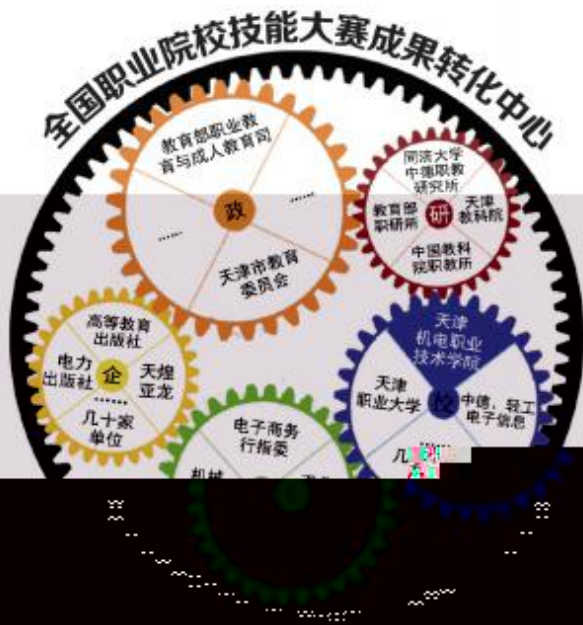 全国职业院校技能大赛成果转化中心
教育部职业教
育与成人教育司
政
......
......
天津市教育
委员会
同济大学
中德职教
研究所
教育部
职研所
研
天津
教科院
中国教科
院职教所
高等教育
出版社
电力
出版社
企
天煌
亚龙
......
几十家
单位
天津
机电职业
技术学院
天津
职业大学
校
中德，轻工
电子信息
......
几
电子商务
行指委
机械